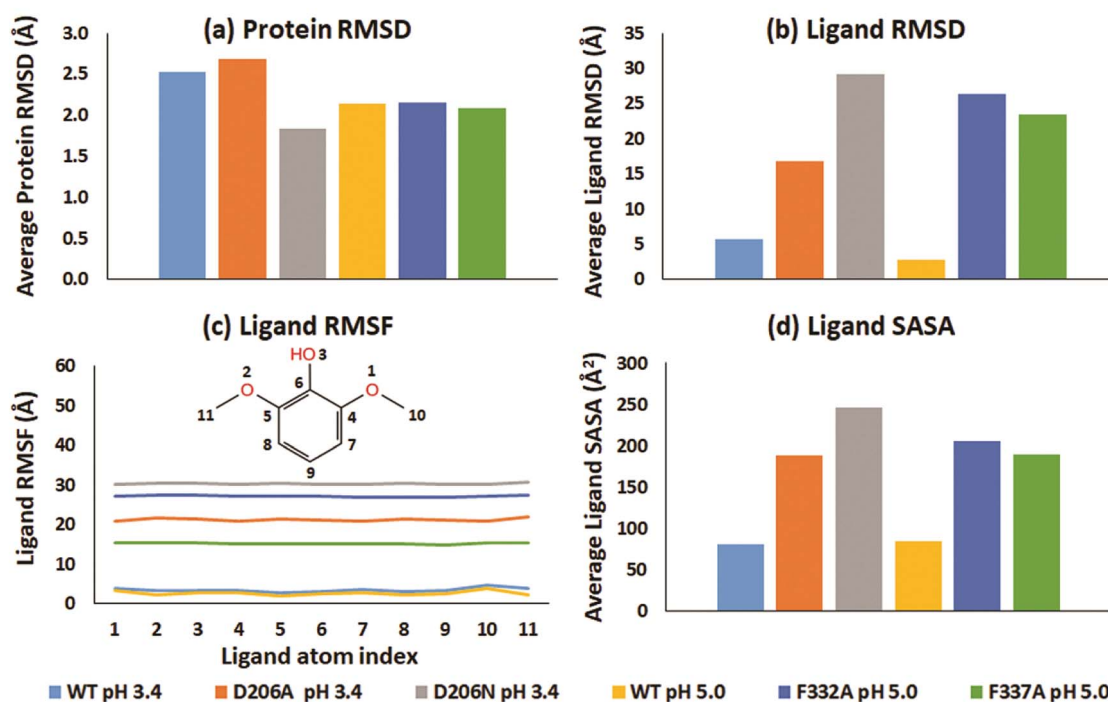 (a) Protein RMSD
Average Protein RMSD (Å)
3.0
2.5
2.0
1.5
1.0
0.5
0.0
(b) Ligand RMSD
Average Ligand RMSD (Å)
35
30
25
20
15
10
5
0
(c) Ligand RMSF
Ligand RMSF (Å)
60
50
40
30
20
10
0
HO 3
2 1
O O
6
11 5 4 10
8 7
9
1 2 3 4 5 6 7 8 9 10 11
Ligand atom index
(d) Ligand SASA
Average Ligand SASA (Å²)
300
250
200
150
100
50
0
WT pH 3.4 D206A pH 3.4 D206N pH 3.4 WT pH 5.0 F332A pH 5.0 F337A pH 5.0